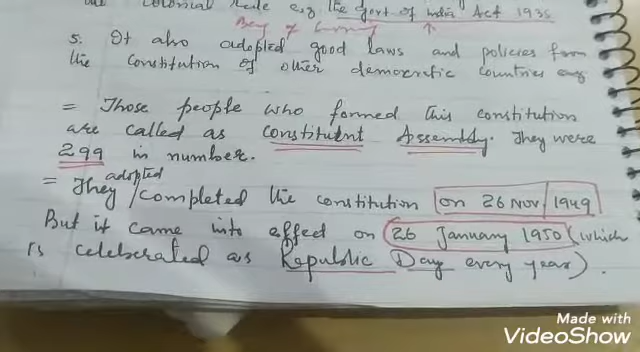 the colonial rule e.g the Govt of India Act 1935
5. It also adopted good laws and policies from
the constitution of other democratic countries eg
= Those people who formed this constitution
are called as constituent Assembly. They were
299 in number.
= They adopted/completed the constitution on 26 Nov 1949
But it came into effect on 26 January 1950 (which
is celeberated as Republic Day every year).
Made with
VideoShow